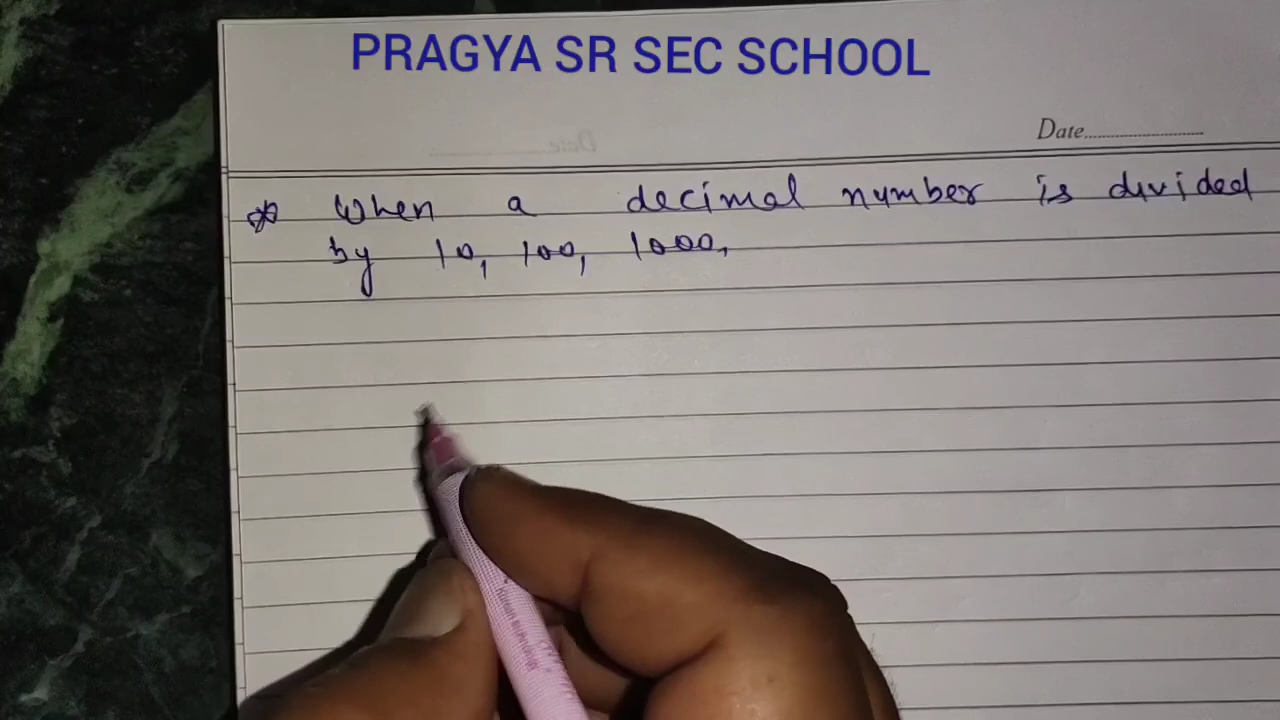 PRAGYA SR SEC SCHOOL
Date
When a decimal number is divided
by 10, 100, 1000,